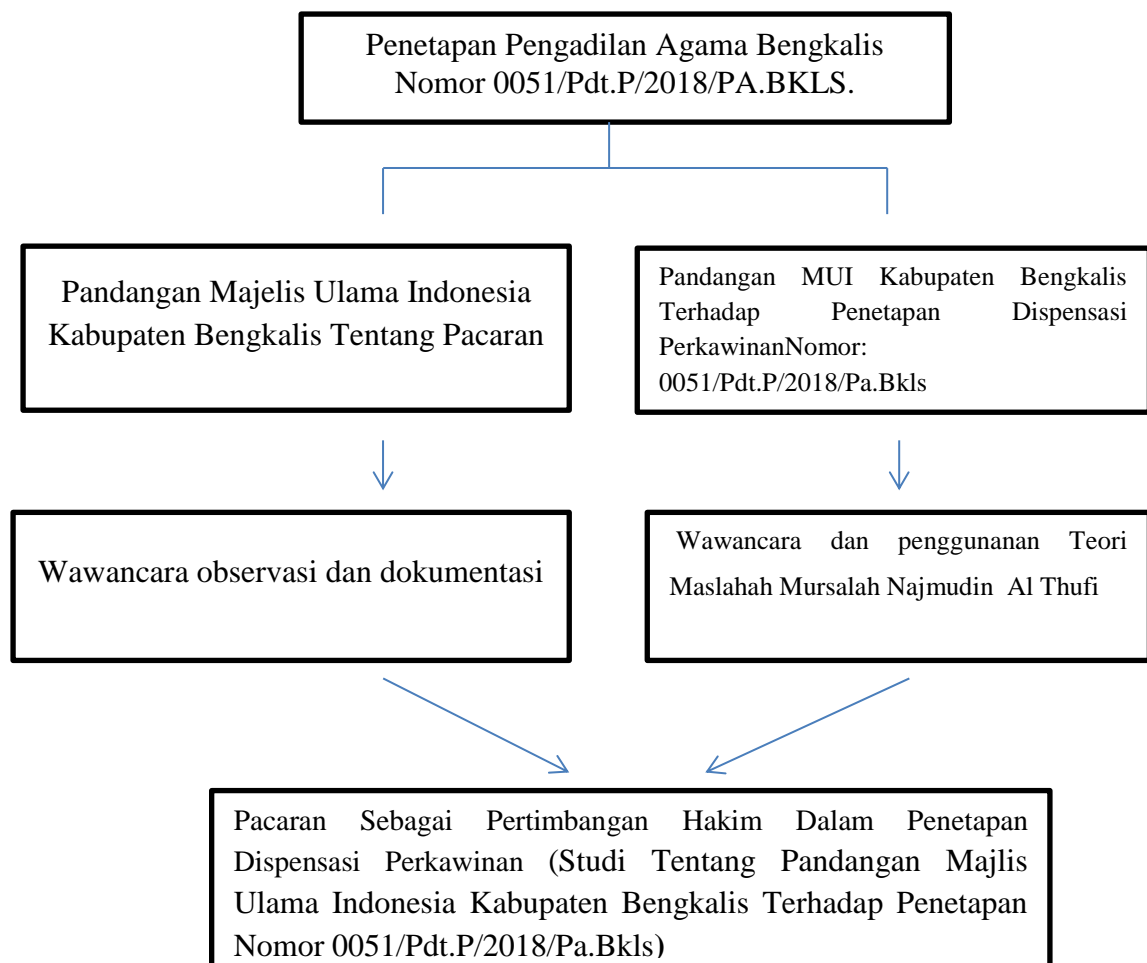 Penetapan Pengadilan Agama Bengkalis
Nomor 0051/Pdt.P/2018/PA.BKLS.
Pandangan Majelis Ulama Indonesia
Kabupaten Bengkalis Tentang Pacaran
Pandangan MUI Kabupaten Bengkalis
Terhadap Penetapan Dispensasi
PerkawinanNomor:
0051/Pdt.P/2018/Pa.Bkls
Wawancara observasi dan dokumentasi
Wawancara dan penggunanan Teori
Maslahah Mursalah Najmudin Al Thufi
Pacaran Sebagai Pertimbangan Hakim Dalam Penetapan
Dispensasi Perkawinan (Studi Tentang Pandangan Majlis
Ulama Indonesia Kabupaten Bengkalis Terhadap Penetapan
Nomor 0051/Pdt.P/2018/Pa.Bkls)